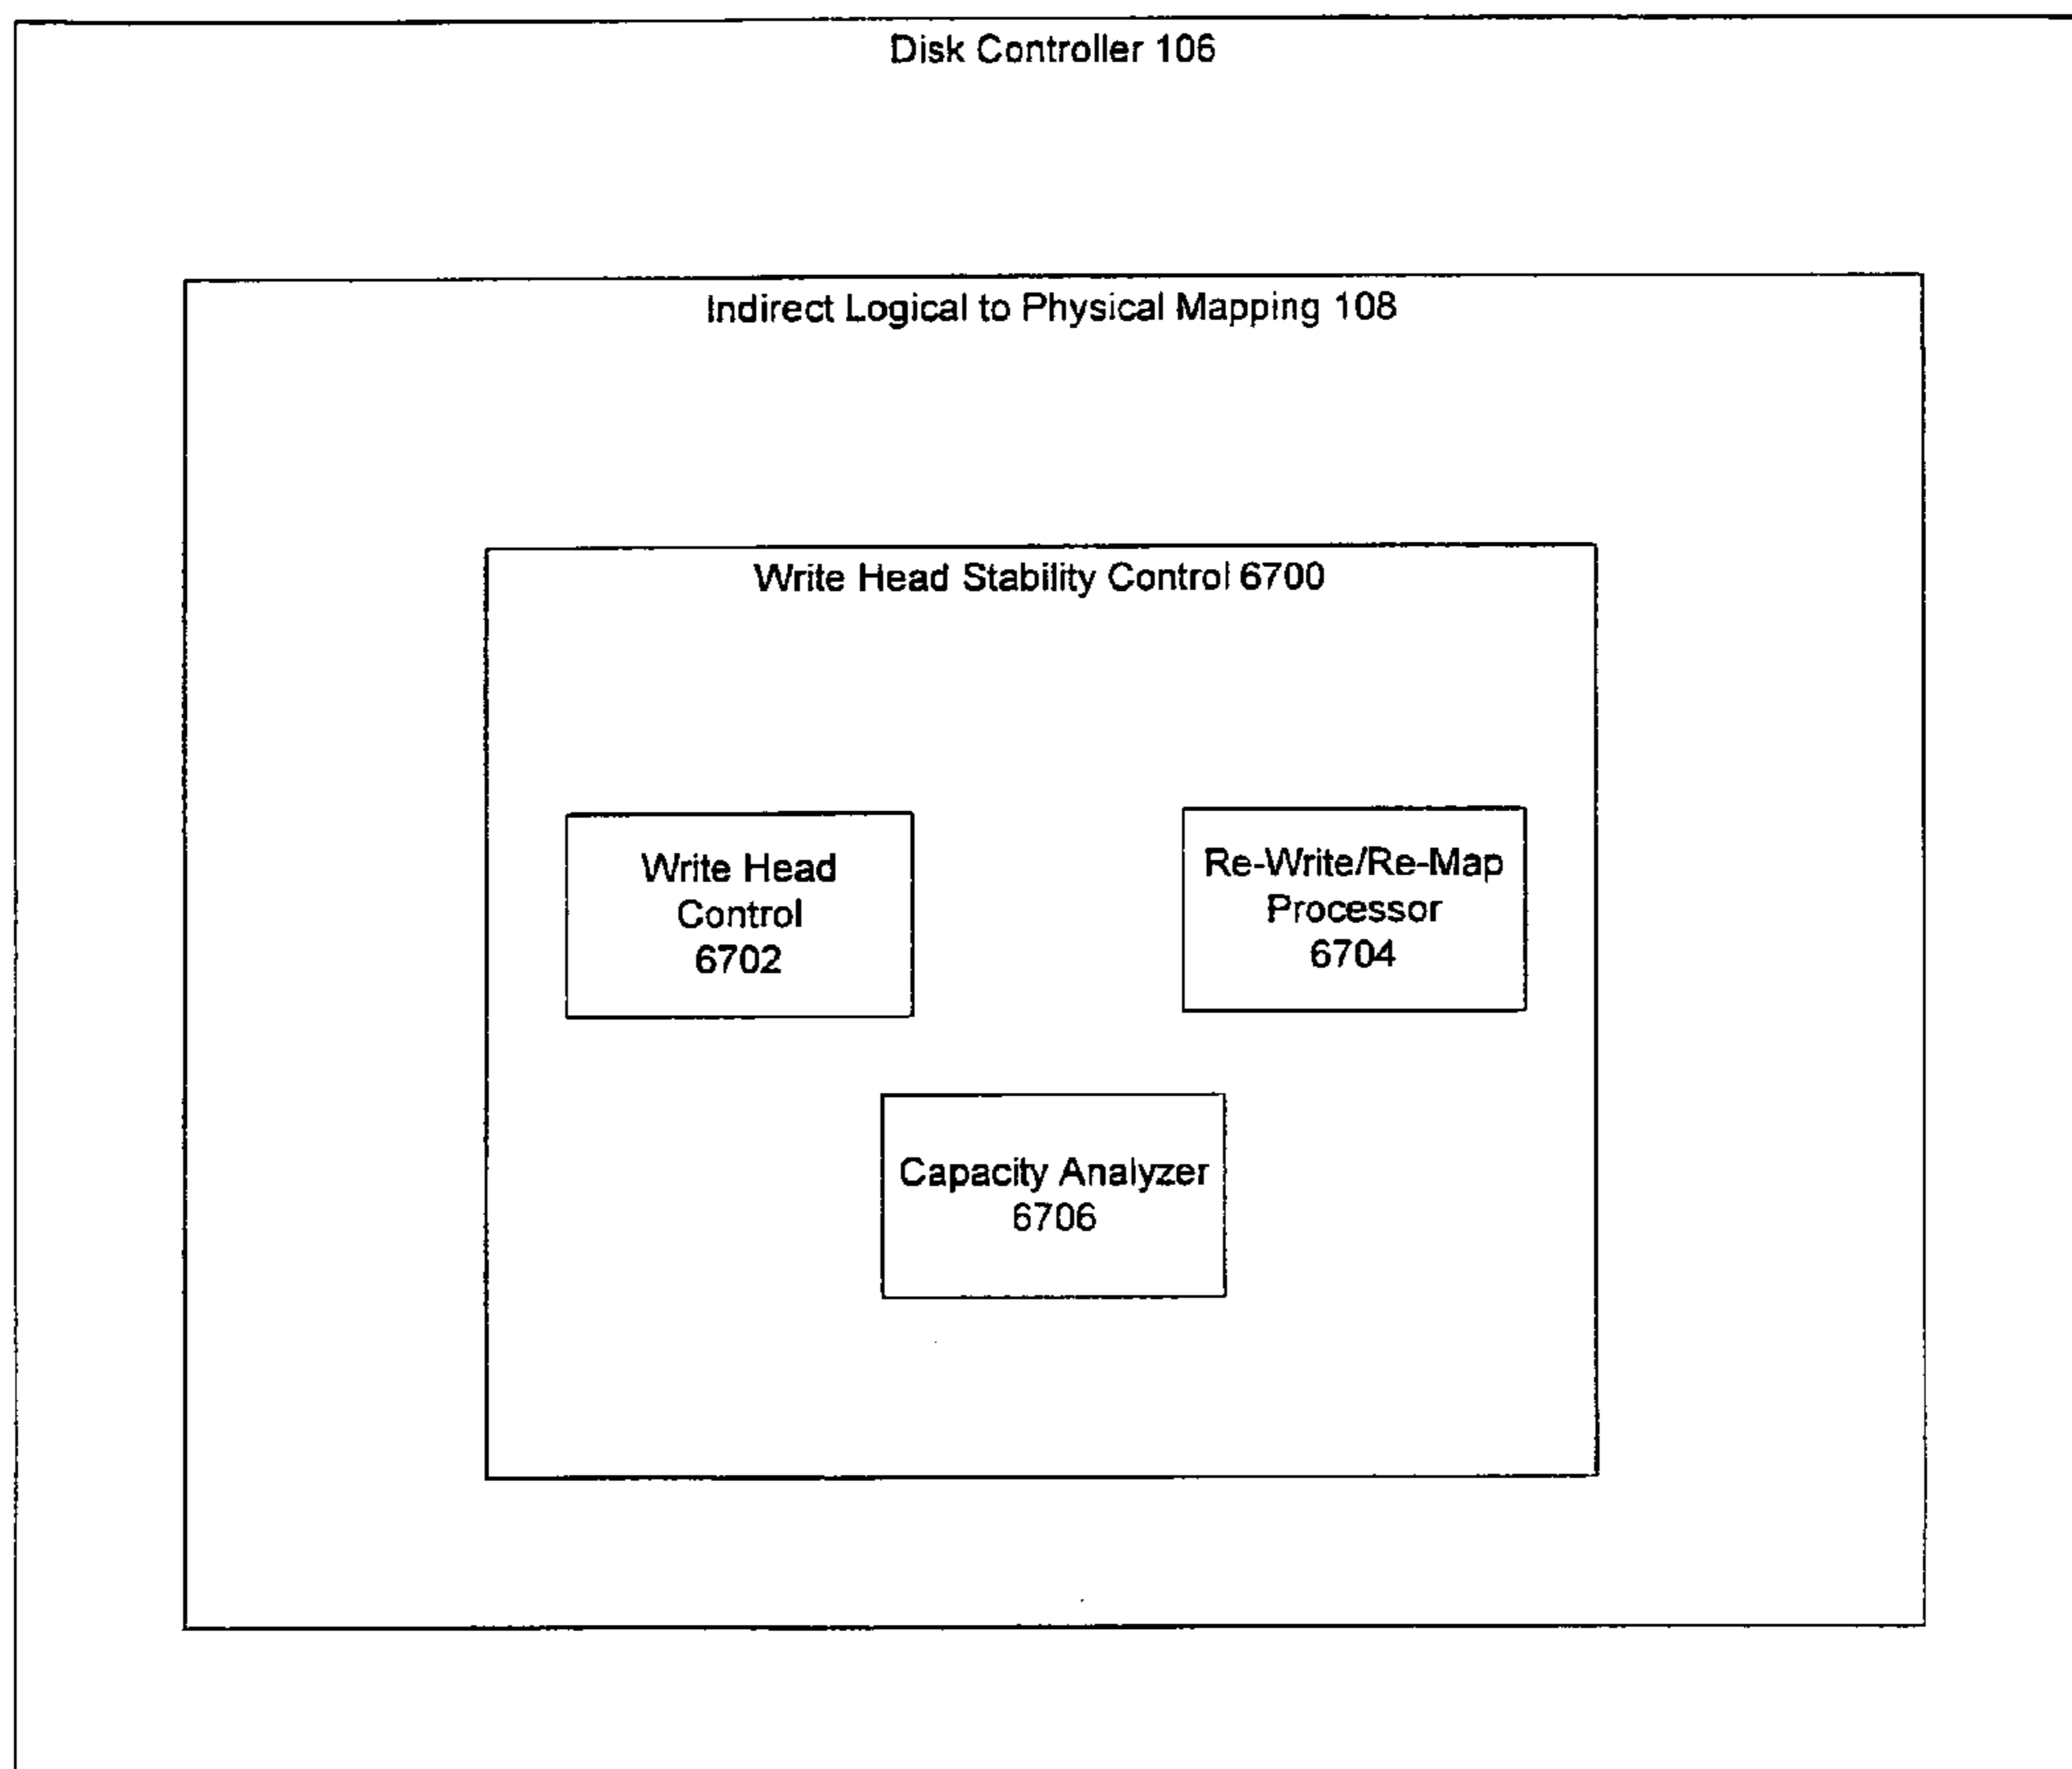 Disk Controller 106
Indirect Logical to Physical Mapping 108
Write Head Stability Control 6700
Write Head
Control
6702
Re-Write/Re-Map
Processor
6704
Capacity Analyzer
6706